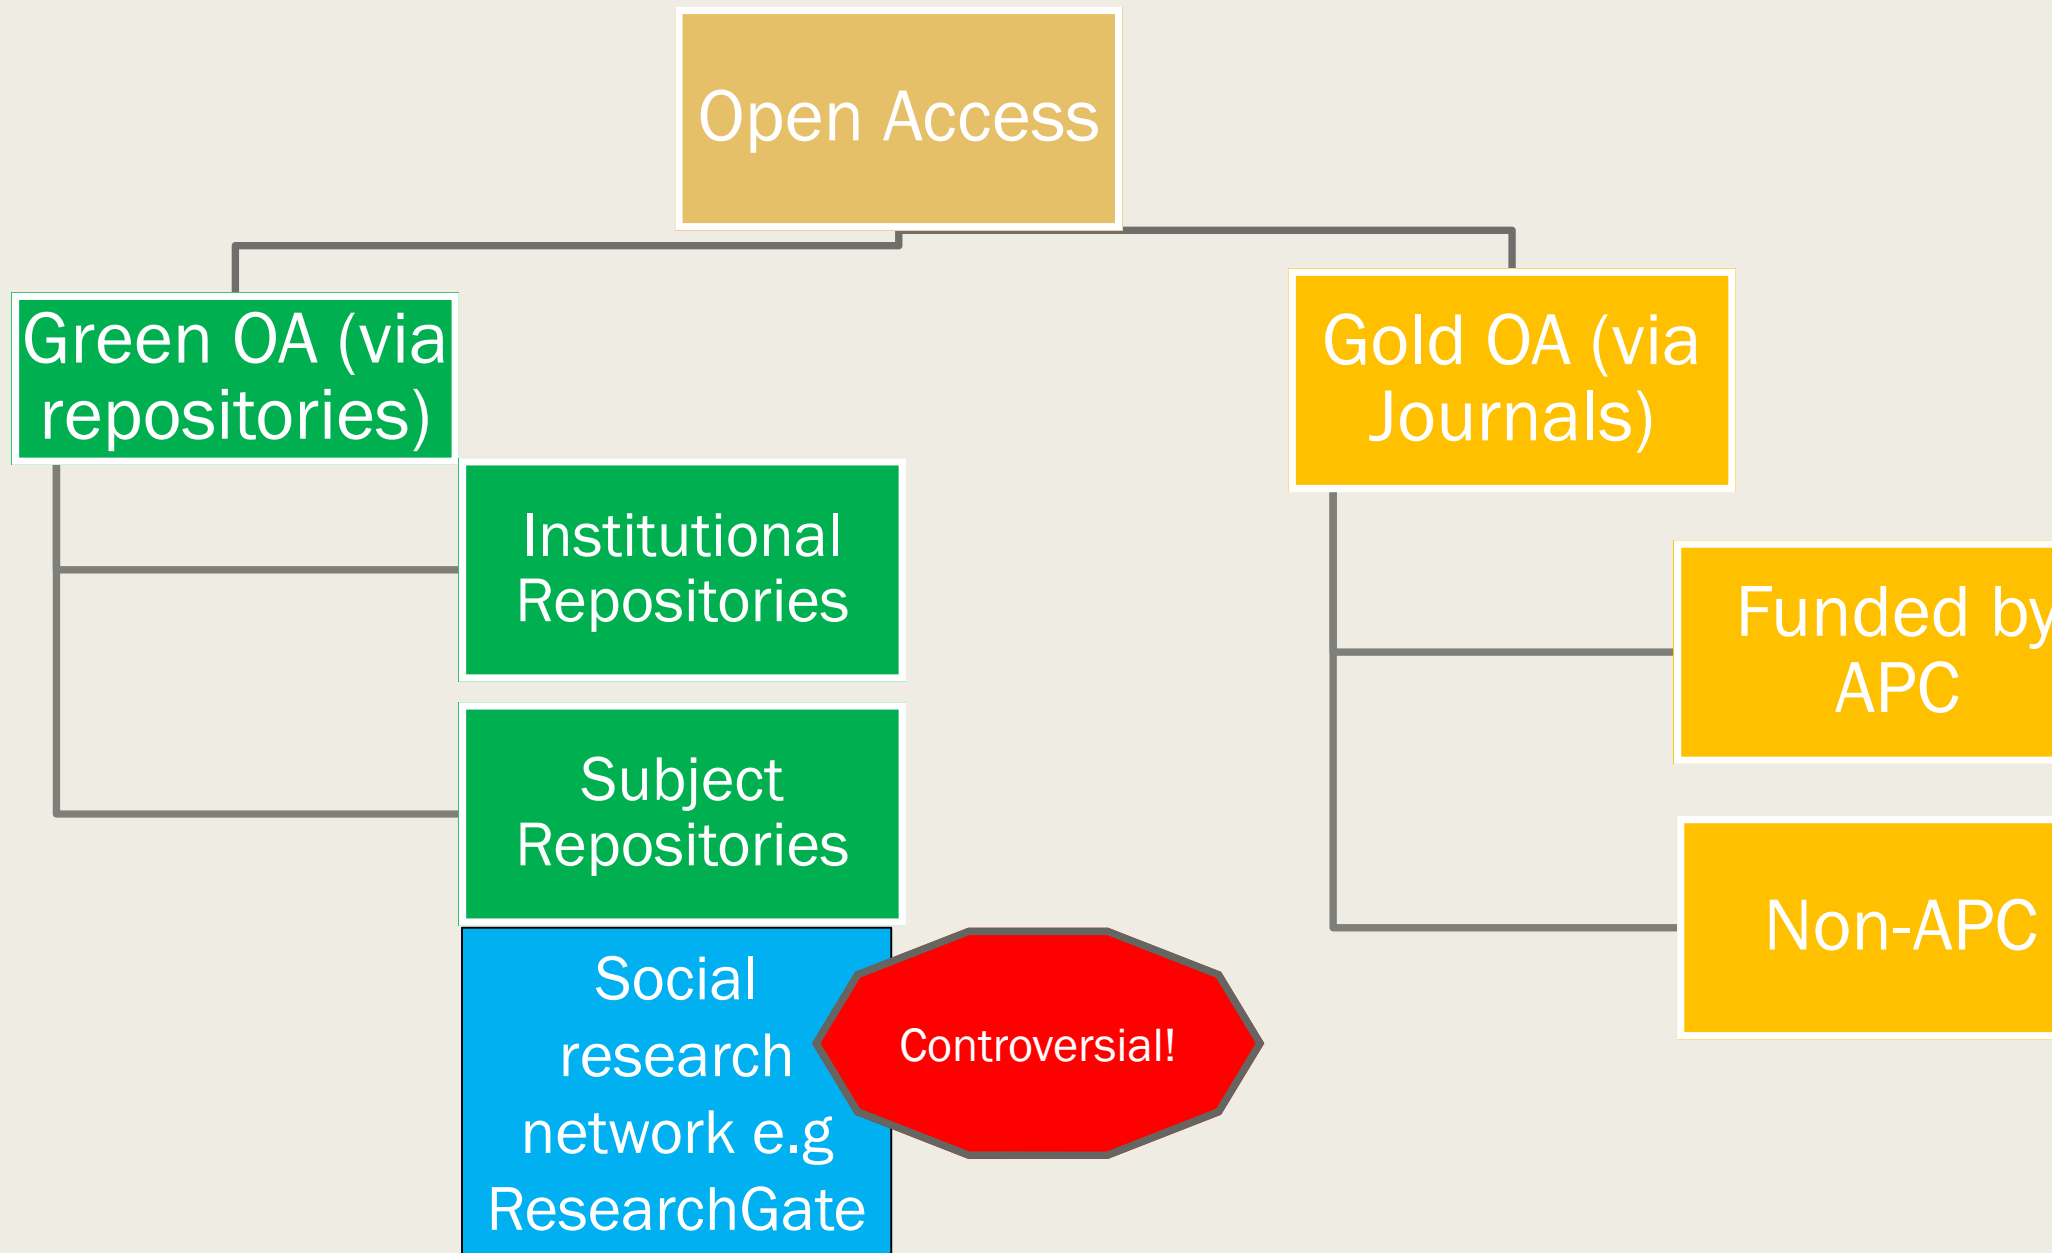 Open Access
Green OA (via
repositories)
Institutional
Repositories
Subject
Repositories
Social
research
network e.g
ResearchGate
Controversial!
Gold OA (via
Journals)
Funded by
APC
Non-APC